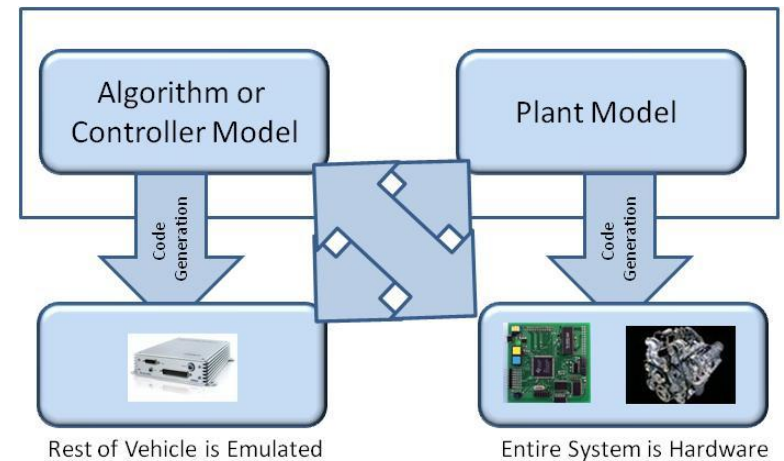 Algorithm or
Controller Model
Plant Model
Code
Generation
Code
Generation
Rest of Vehicle is Emulated
Entire System is Hardware